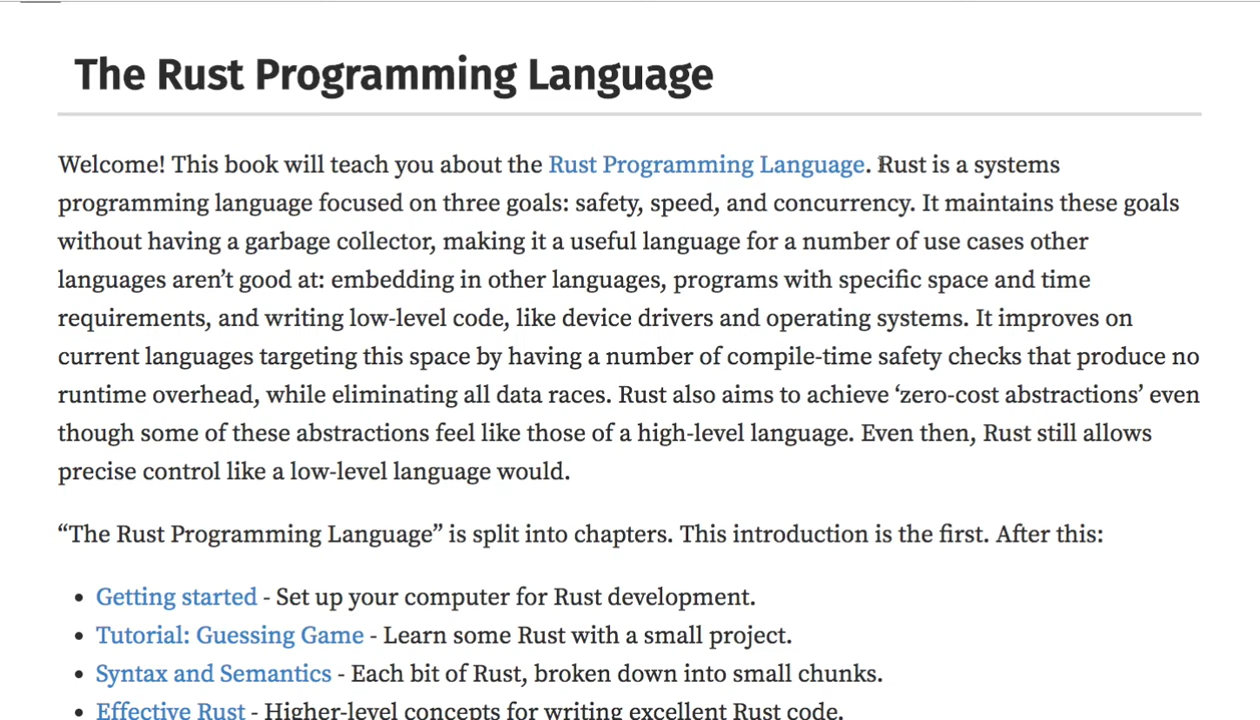 The Rust Programming Language
Welcome! This book will teach you about the Rust Programming Language. Rust is a systems
programming language focused on three goals: safety, speed, and concurrency. It maintains these goals
without having a garbage collector, making it a useful language for a number of use cases other
languages aren’t good at: embedding in other languages, programs with specific space and time
requirements, and writing low-level code, like device drivers and operating systems. It improves on
current languages targeting this space by having a number of compile-time safety checks that produce no
runtime overhead, while eliminating all data races. Rust also aims to achieve ‘zero-cost abstractions’ even
though some of these abstractions feel like those of a high-level language. Even then, Rust still allows
precise control like a low-level language would.
“The Rust Programming Language” is split into chapters. This introduction is the first. After this:
• Getting started - Set up your computer for Rust development.
• Tutorial: Guessing Game - Learn some Rust with a small project.
• Syntax and Semantics - Each bit of Rust, broken down into small chunks.
• Effective Rust - Higher-level concepts for writing excellent Rust code.